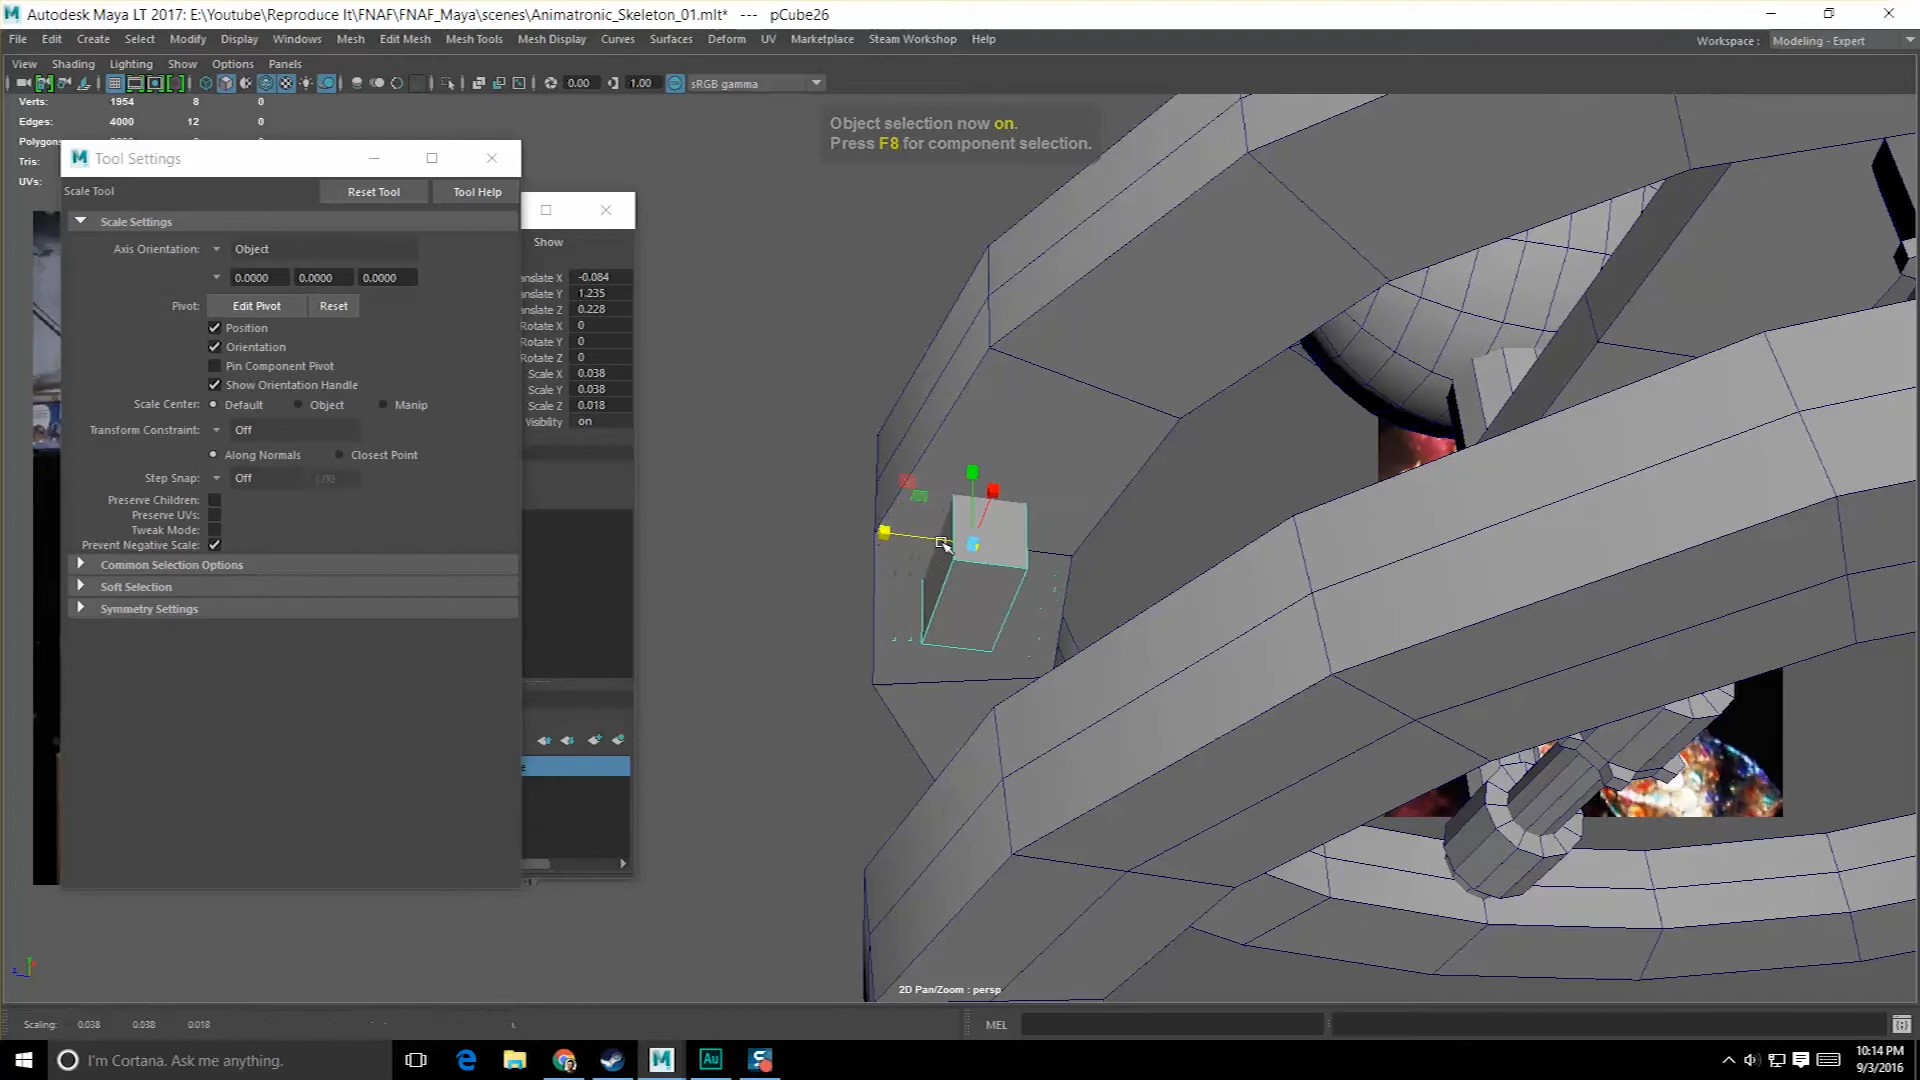 Autodesk Maya LT 2017: E:\Youtube\Reproduce It\FNAF\FNAF_Maya\scenes\Animatronic_Skeleton_01.mlt* --- pCube26
File Edit Create Select Modify Display Windows Mesh Edit Mesh Mesh Tools Mesh Display Curves Surfaces Deform UV Marketplace Steam Workshop Help
Workspace : Modeling - Expert
View Shading Lighting Show Options Panels
0.00 1.00 sRGB gamma
Verts: 1954 8 0
Edges: 4000 12 0
Polygons
Tris:
UVs:
Object selection now on.
Press F8 for component selection.
Tool Settings
Scale Tool Reset Tool Tool Help
Scale Settings
Axis Orientation: Object
0.0000 0.0000 0.0000
Pivot: Edit Pivot Reset
Position
Orientation
Pin Component Pivot
Show Orientation Handle
Scale Center: Default Object Manip
Transform Constraint: Off
Along Normals Closest Point
Step Snap: Off 1.00
Preserve Children:
Preserve UVs:
Tweak Mode:
Prevent Negative Scale:
Common Selection Options
Soft Selection
Symmetry Settings
Show
anslate X -0.084
anslate Y 1.235
anslate Z 0.228
Rotate X 0
Rotate Y 0
Rotate Z 0
Scale X 0.038
Scale Y 0.038
Scale Z 0.018
Visibility on
2D Pan/Zoom : persp
Scaling: 0.038 0.038 0.018
MEL
I'm Cortana. Ask me anything.
10:14 PM
9/3/2016